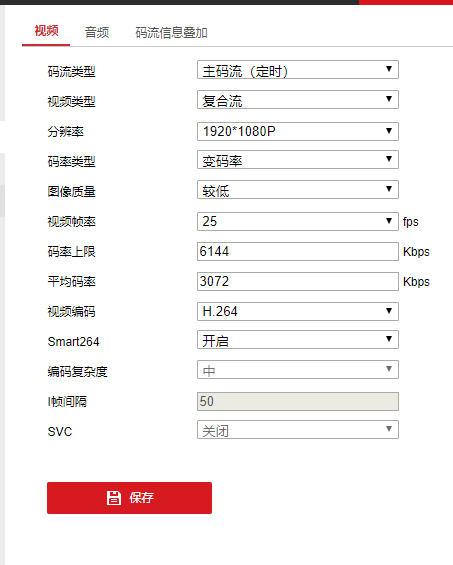 视频 音频 码流信息叠加
码流类型 主码流（定时）
视频类型 复合流
分辨率 1920*1080P
码率类型 变码率
图像质量 较低
视频帧率 25 fps
码率上限 6144 Kbps
平均码率 3072 Kbps
视频编码 H.264
Smart264 开启
编码复杂度 中
I帧间隔 50
SVC 关闭
保存